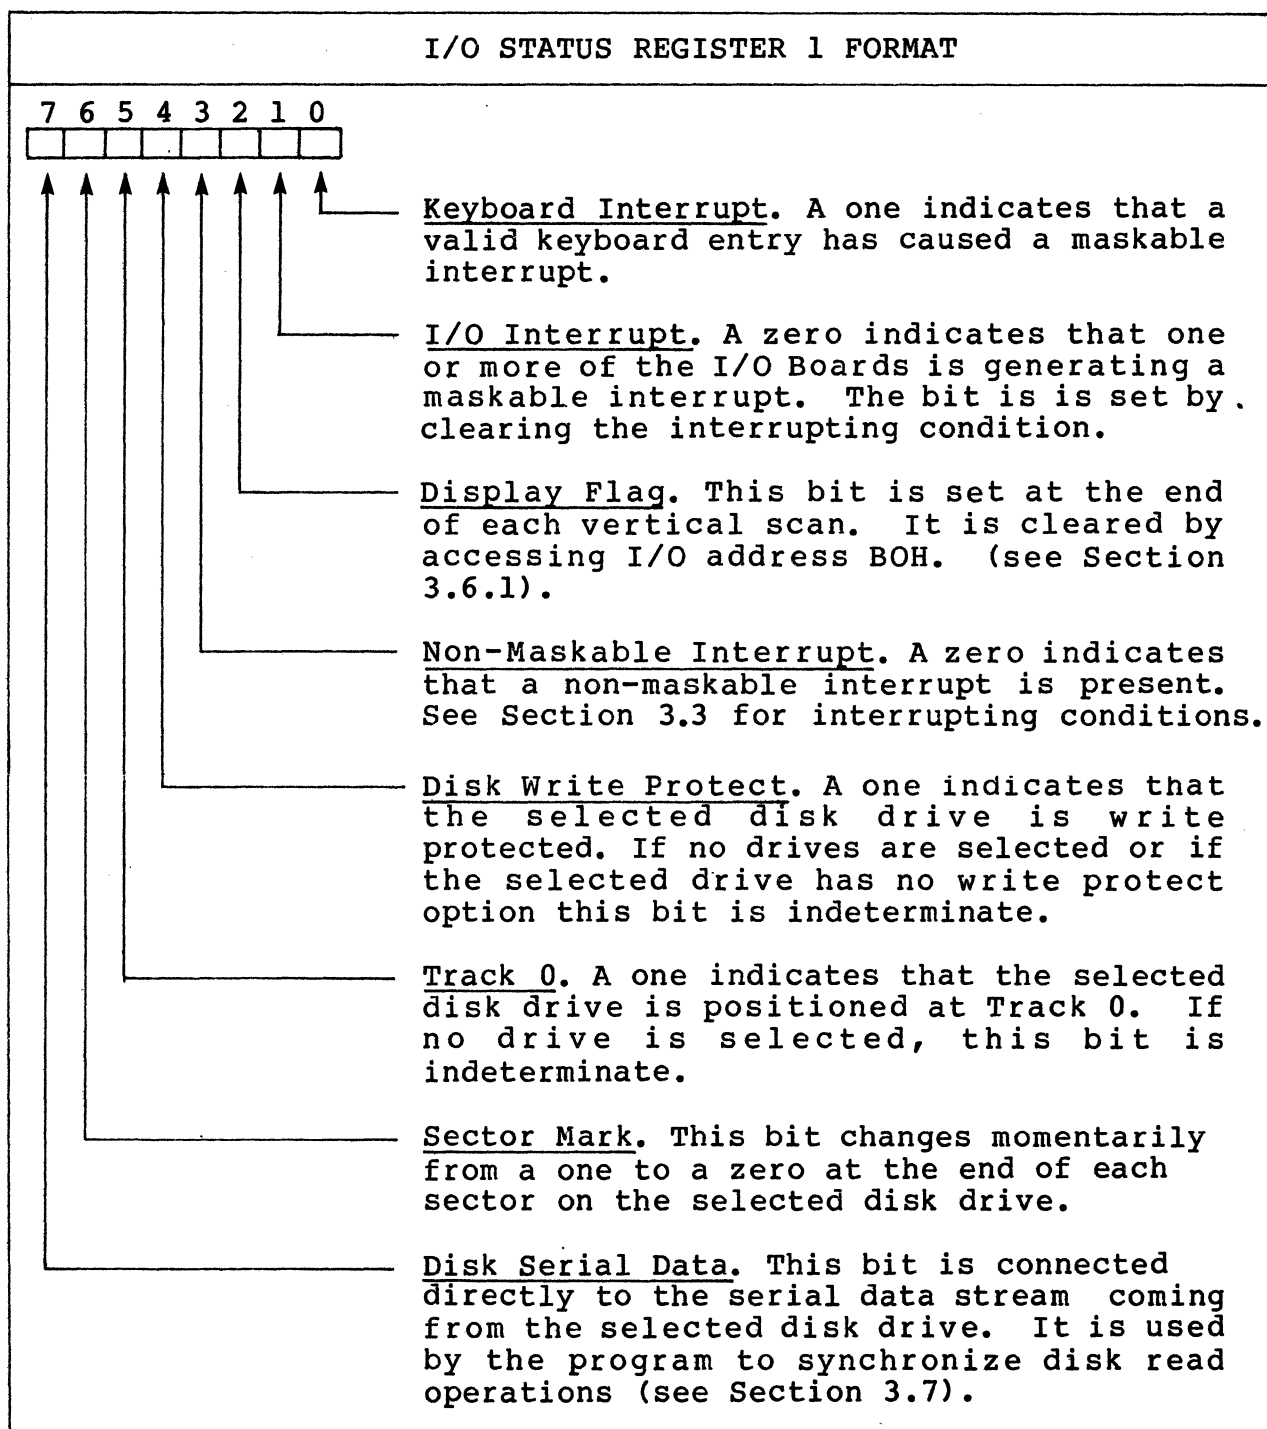 I/O STATUS REGISTER 1 FORMAT
7 6 5 4 3 2 1 0
Keyboard Interrupt. A one indicates that a
valid keyboard entry has caused a maskable
interrupt.
I/O Interrupt. A zero indicates that one
or more of the I/O Boards is generating a
maskable interrupt. The bit is is set by.
clearing the interrupting condition.
Display Flag. This bit is set at the end
of each vertical scan. It is cleared by
accessing I/O address BOH. (see Section
3.6.1).
Non-Maskable Interrupt. A zero indicates
that a non-maskable interrupt is present.
See Section 3.3 for interrupting conditions.
Disk Write Protect. A one indicates that
the selected disk drive is write
protected. If no drives are selected or if
the selected drive has no write protect
option this bit is indeterminate.
Track 0. A one indicates that the selected
disk drive is positioned at Track 0. If
no drive is selected, this bit is
indeterminate.
Sector Mark. This bit changes momentarily
from a one to a zero at the end of each
sector on the selected disk drive.
Disk Serial Data. This bit is connected
directly to the serial data stream coming
from the selected disk drive. It is used
by the program to synchronize disk read
operations (see Section 3.7).